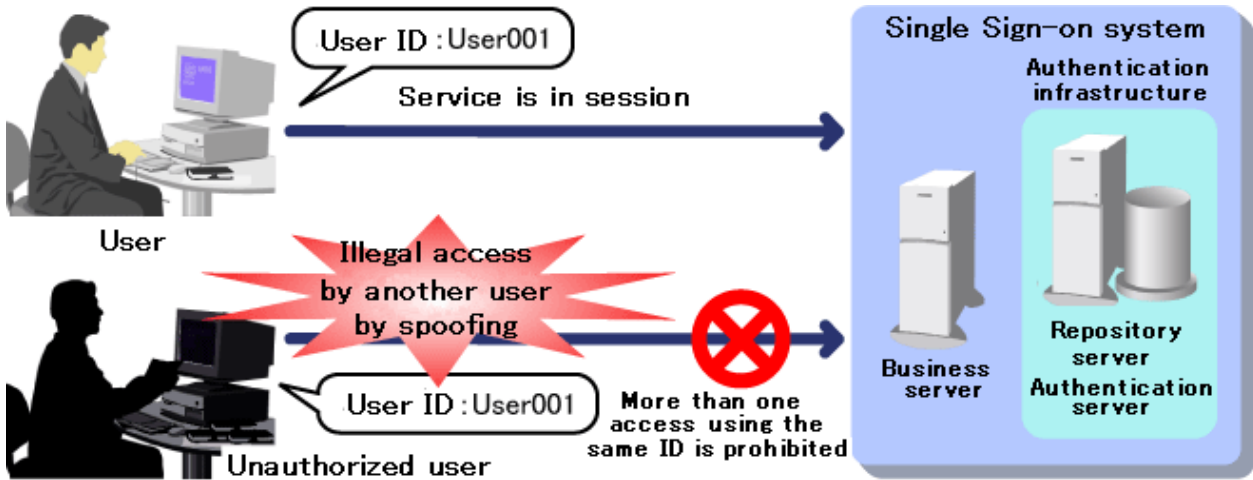 User ID : User001
Service is in session
User
Illegal access
by another user
by spoofing
User ID : User001
Unauthorized user
More than one
access using the
same ID is prohibited
Single Sign-on system
Authentication
infrastructure
Business
server
Repository
server
Authentication
server